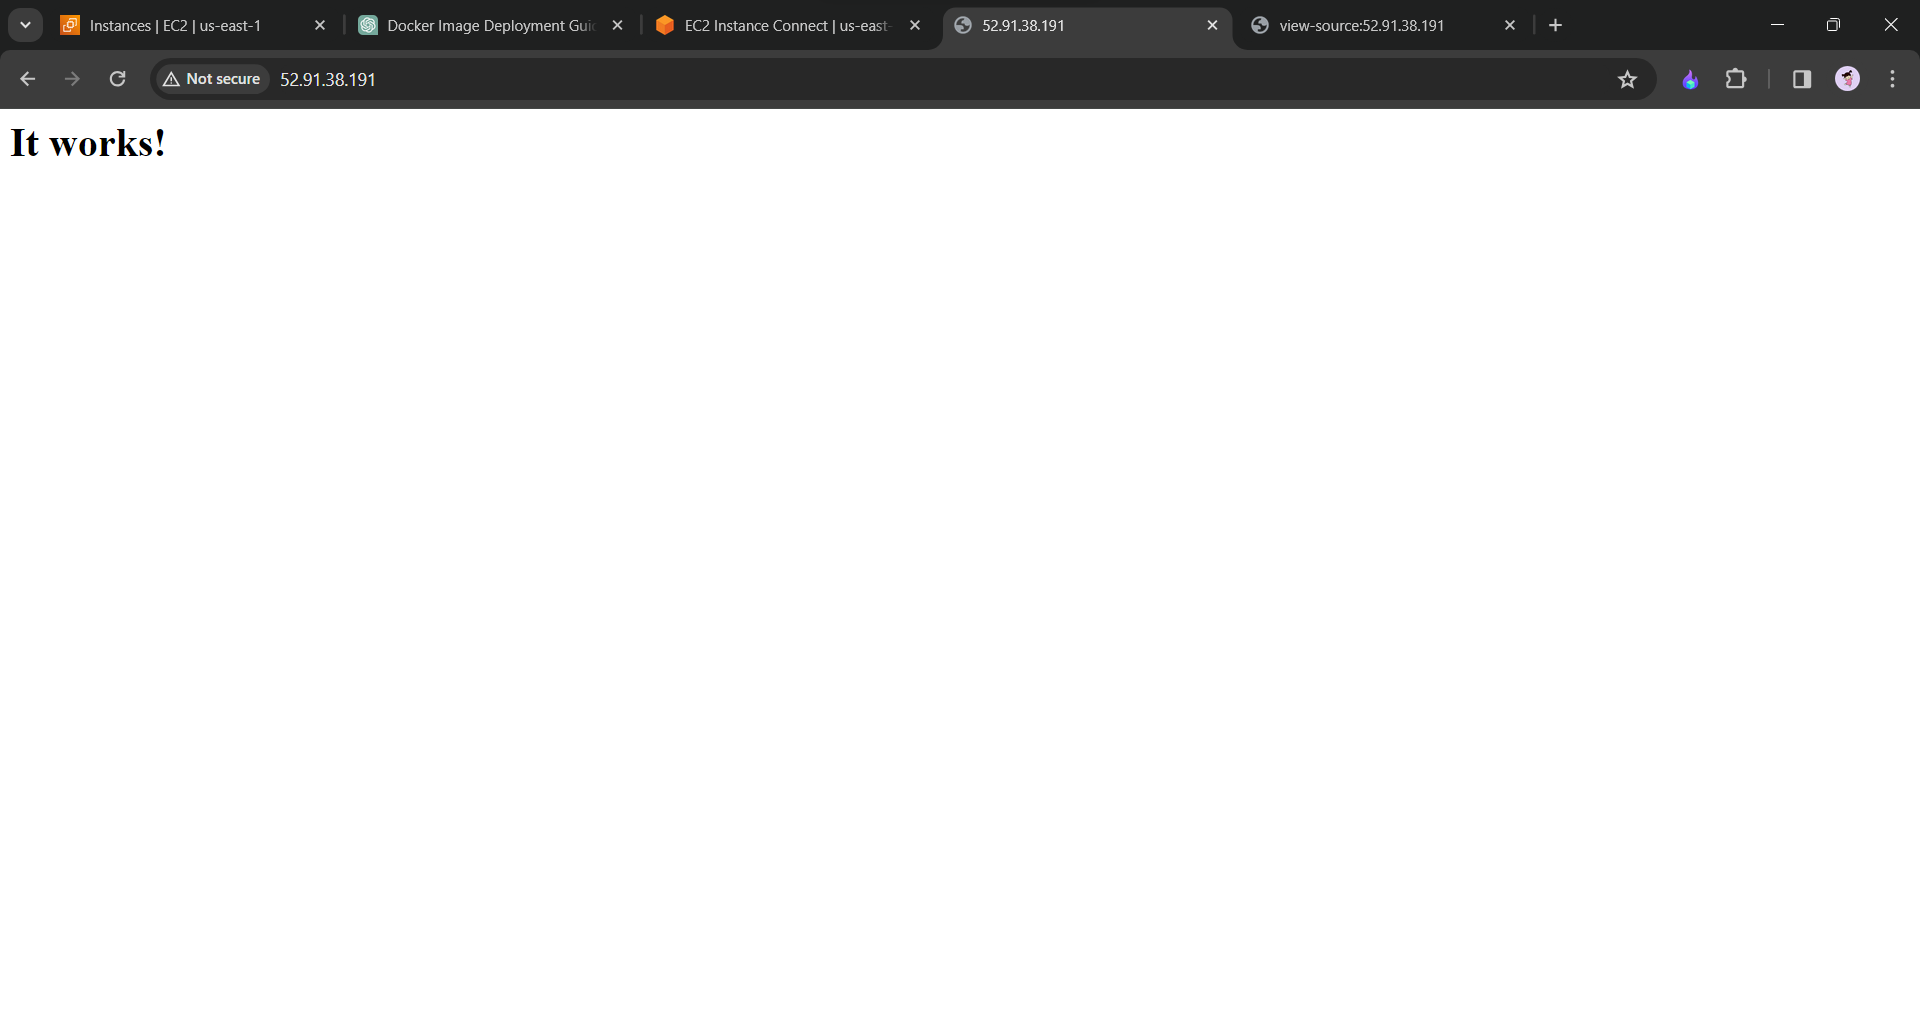 Instances | EC2 | us-east-1
Docker Image Deployment Gui
EC2 Instance Connect | us-east-
52.91.38.191
view-source:52.91.38.191
Not secure
52.91.38.191
It works!